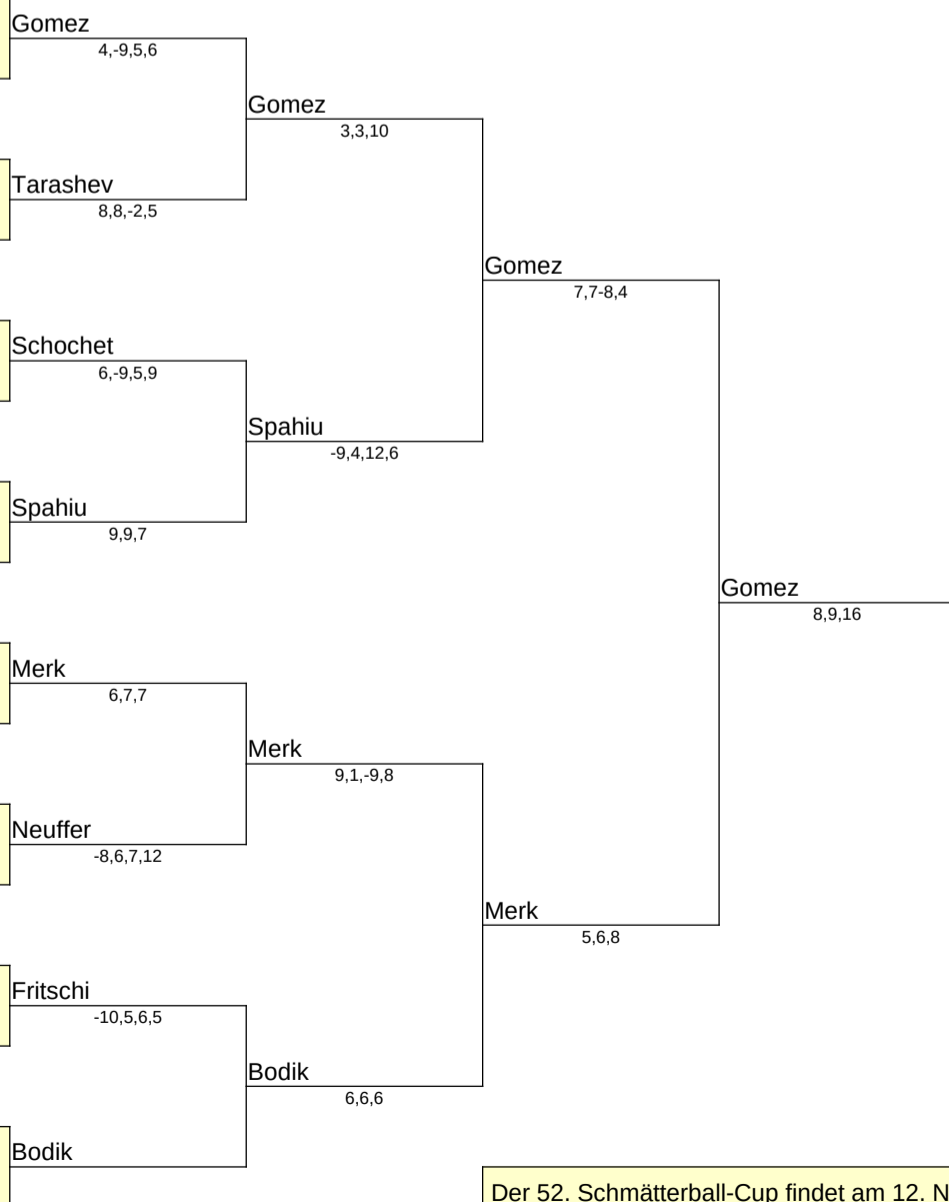 Gomez
4,-9,5,6
Gomez
3,3,10
Tarashev
8,8,-2,5
Gomez
7,7-8,4
Schochet
6,-9,5,9
Spahiu
-9,4,12,6
Spahiu
9,9,7
Gomez
8,9,16
Merk
6,7,7
Merk
9,1,-9,8
Neuffer
-8,6,7,12
Merk
5,6,8
Fritschi
-10,5,6,5
Bodik
6,6,6
Bodik
Der 52. Schmätterball-Cup findet am 12. N